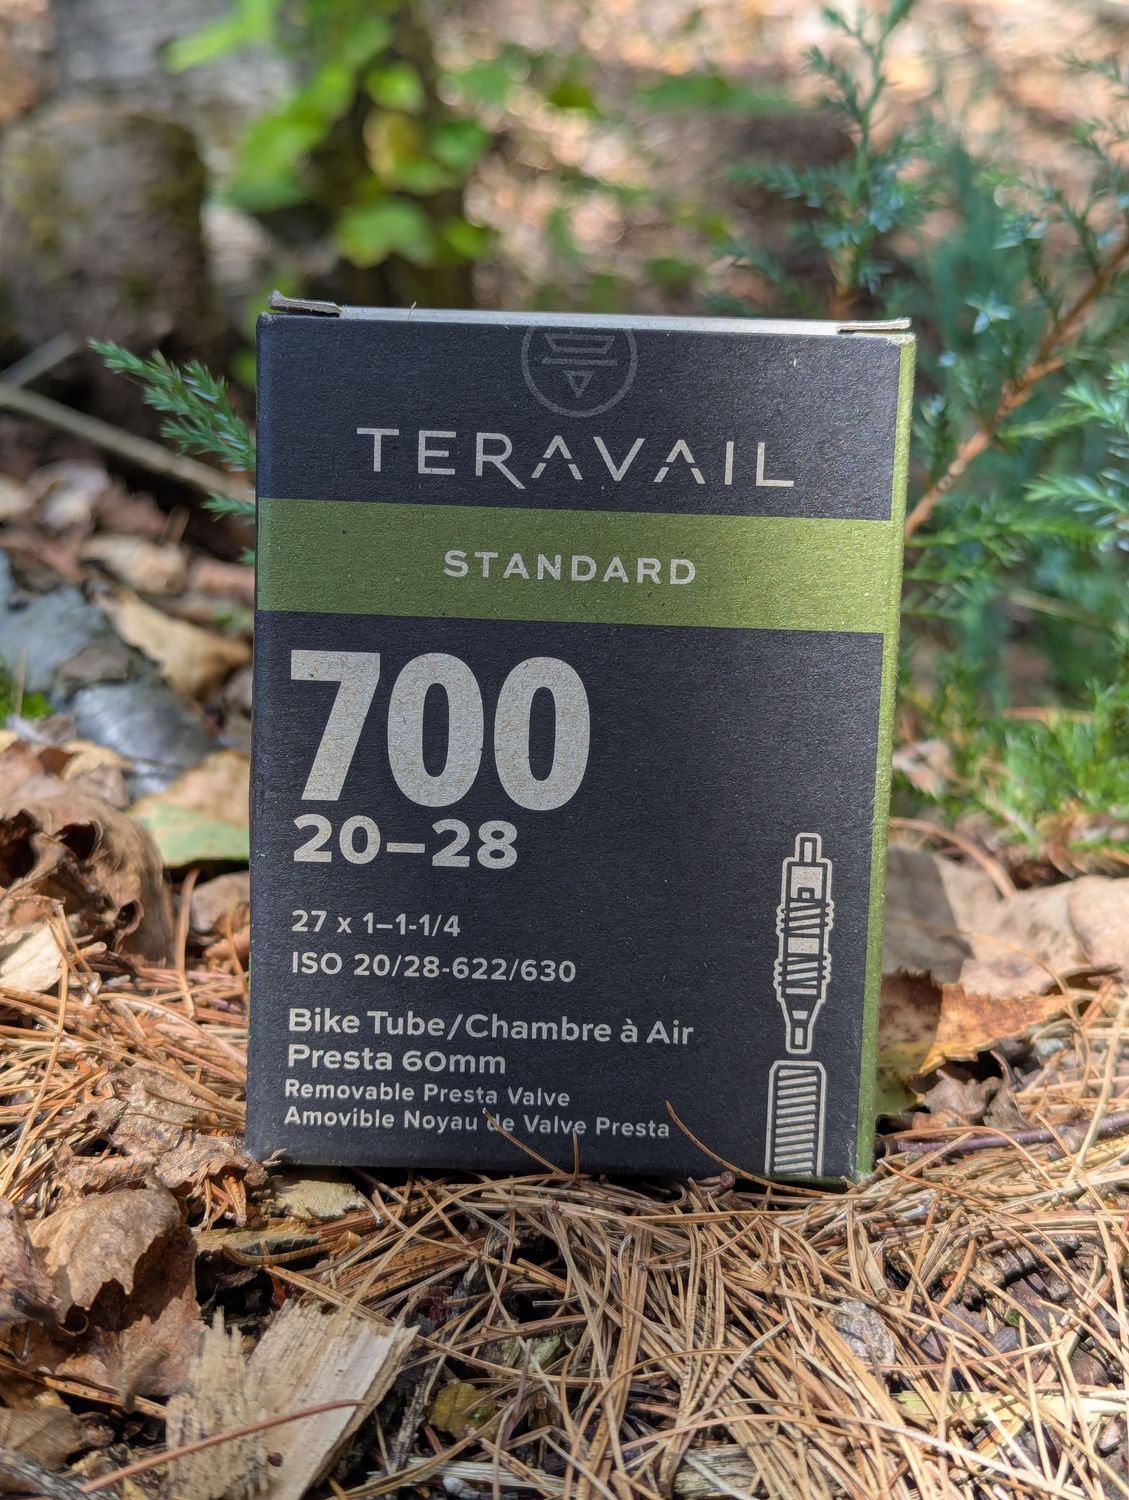 TERAVAIL
STANDARD
700
20–28
27 x 1–1-1/4
ISO 20/28-622/630
Bike Tube/Chambre à Air
Presta 60mm
Removable Presta Valve
Amovible Noyau de Valve Presta